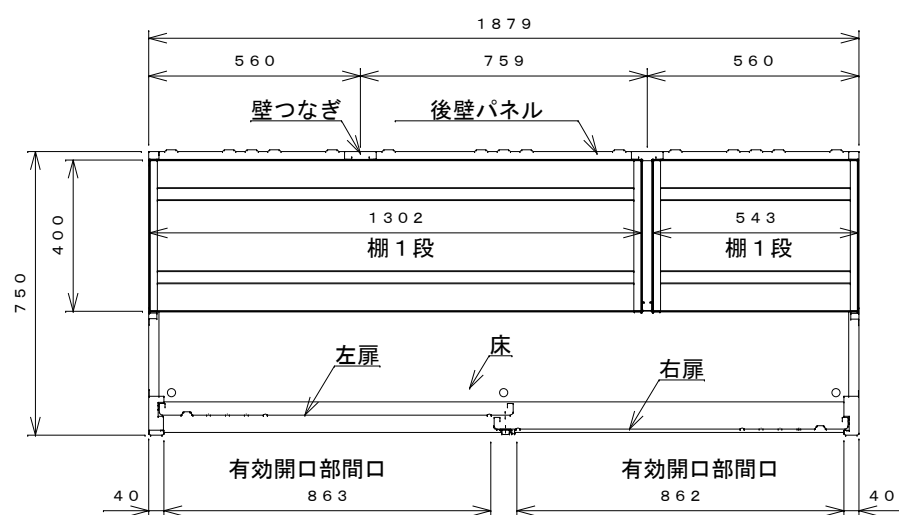 1879
560 759 560
壁つなぎ 後壁パネル
1302 543
400
棚1段 棚1段
750
床
左扉 右扉
有効開口部間口 有効開口部間口
40 863 862 40